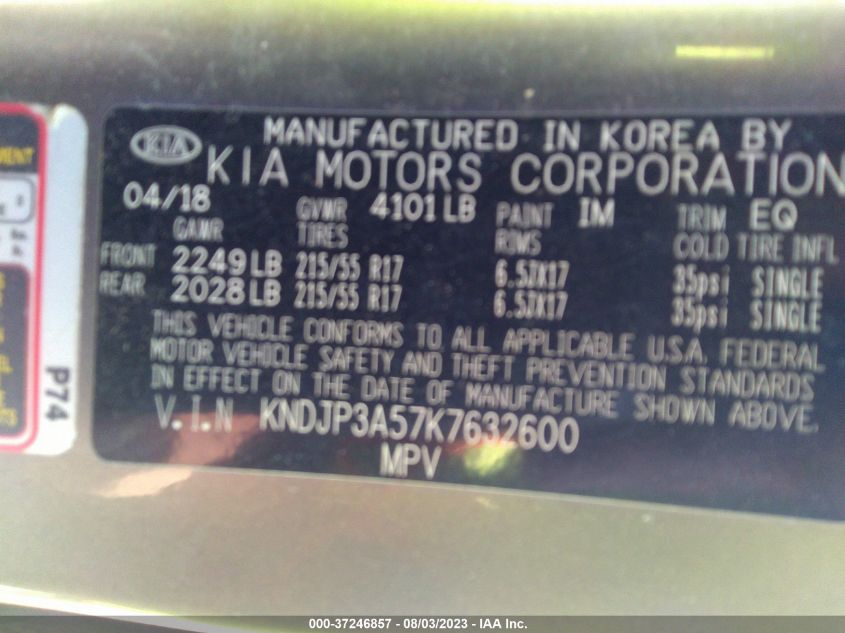 MANUFACTURED IN KOREA BY
KIA KIA MOTORS CORPORATION
04/18 GVWR 4101 LB PAINT IM TRIM EQ
GAWR TIRES RIMS COLD TIRE INFL
FRONT 2249 LB 215/55 R17 6.5JX17 35psi SINGLE
REAR 2028 LB 215/55 R17 6.5JX17 35psi SINGLE
THIS VEHICLE CONFORMS TO ALL APPLICABLE U.S.A. FEDERAL
MOTOR VEHICLE SAFETY AND THEFT PREVENTION STANDARDS
IN EFFECT ON THE DATE OF MANUFACTURE SHOWN ABOVE.
V.I.N KNDJP3A57K7632600
MPV
P74
000-37246857 - 08/03/2023 - IAA Inc.